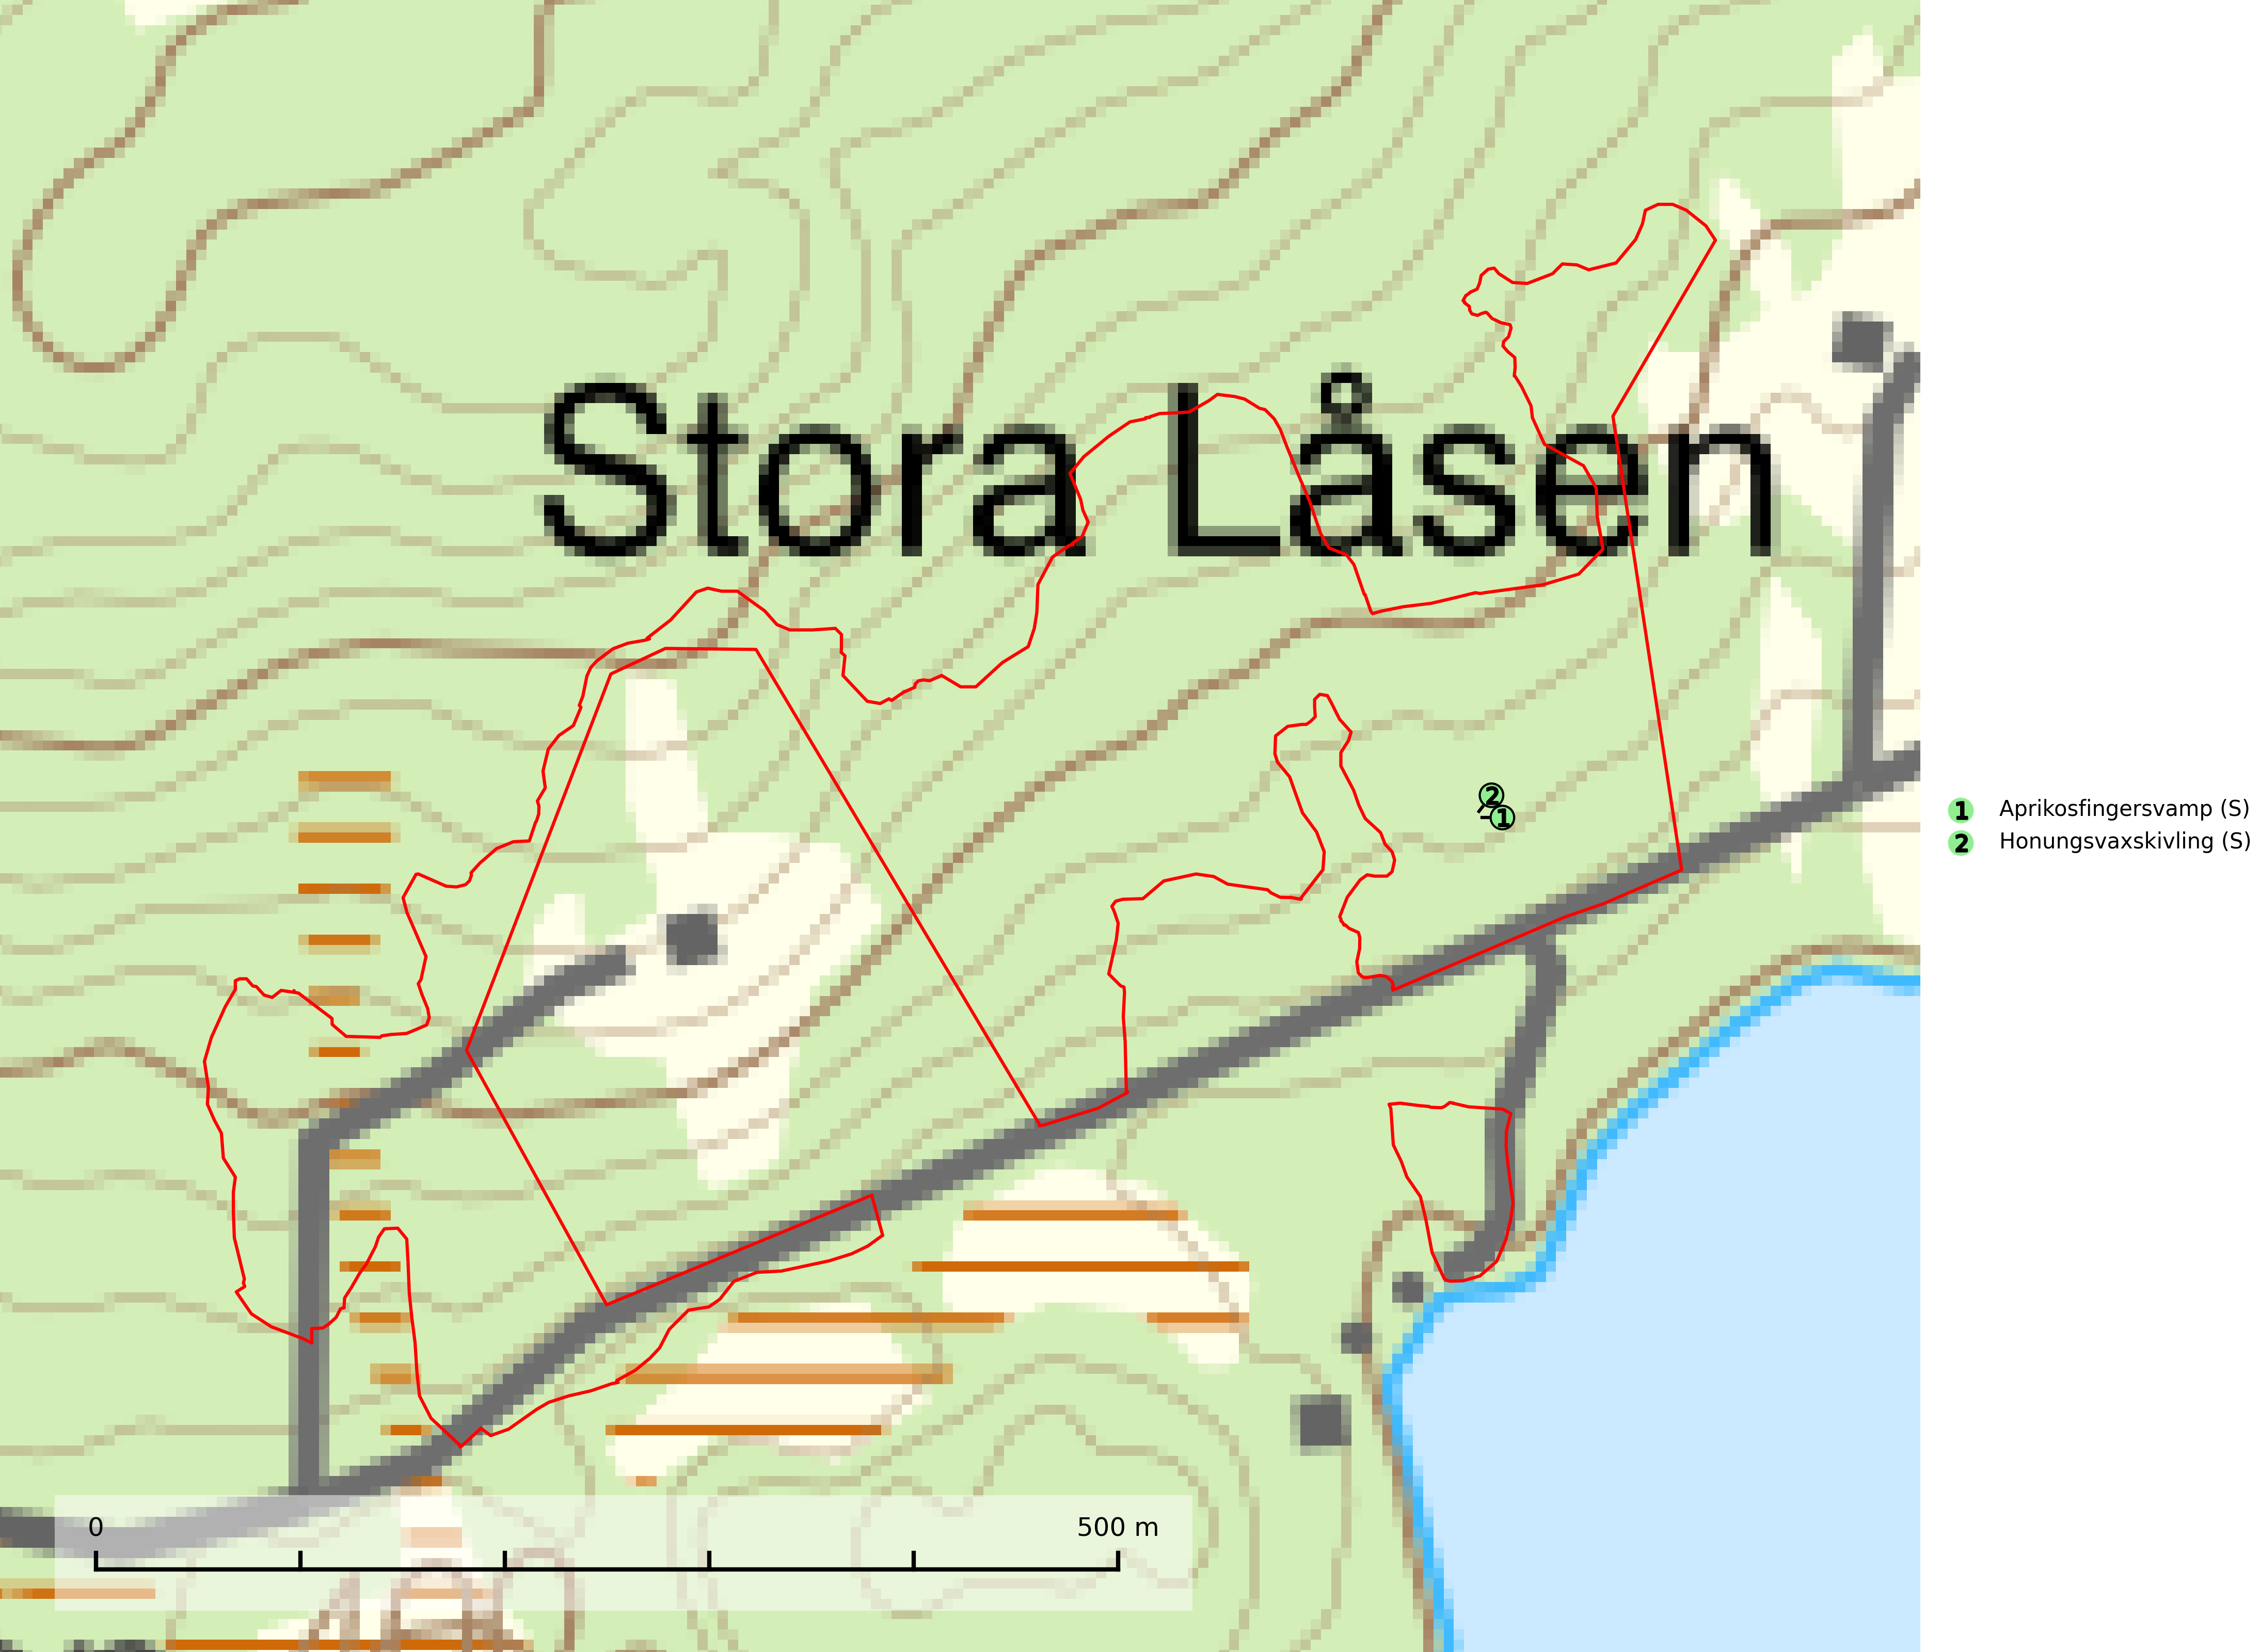 Stora Låsen
2
1
1 Aprikosfingersvamp (S)
2 Honungsvaxskivling (S)
0 500 m